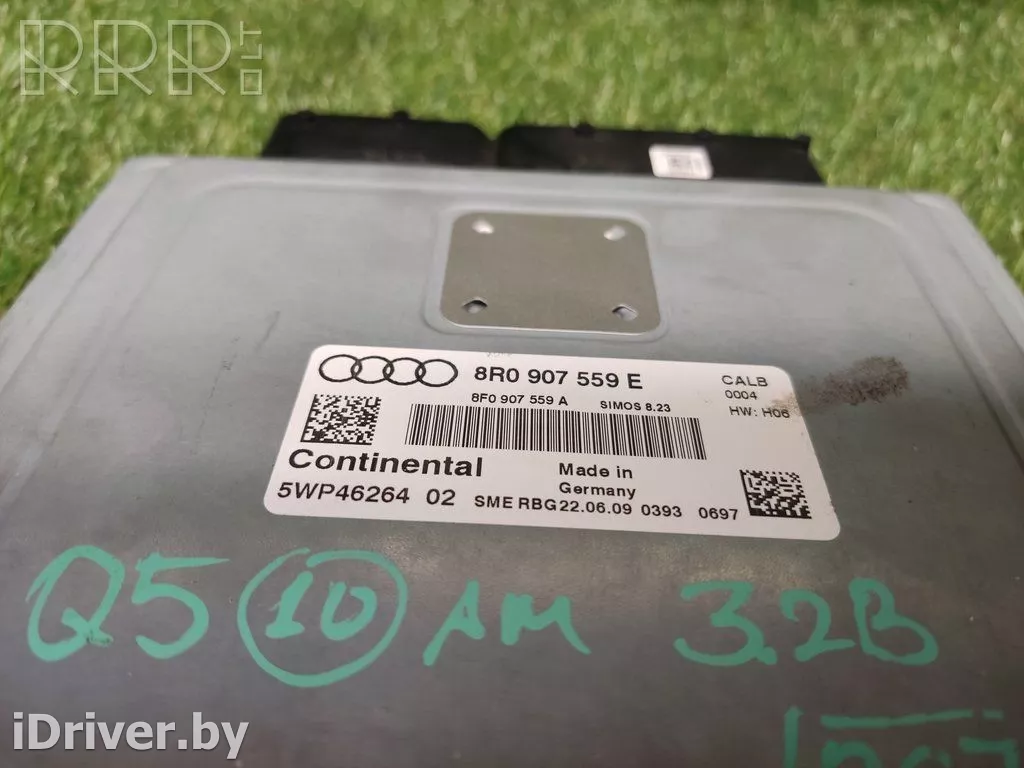 RRR.LT
8R0 907 559 E
CALB
8F0 907 559 A SIMOS 8.23 0004
HW: H06
Continental Made in
Germany
5WP46264 02 SME RBG22.06.09 0393 0697
Q5 10 AM 3.2B
iDriver.by